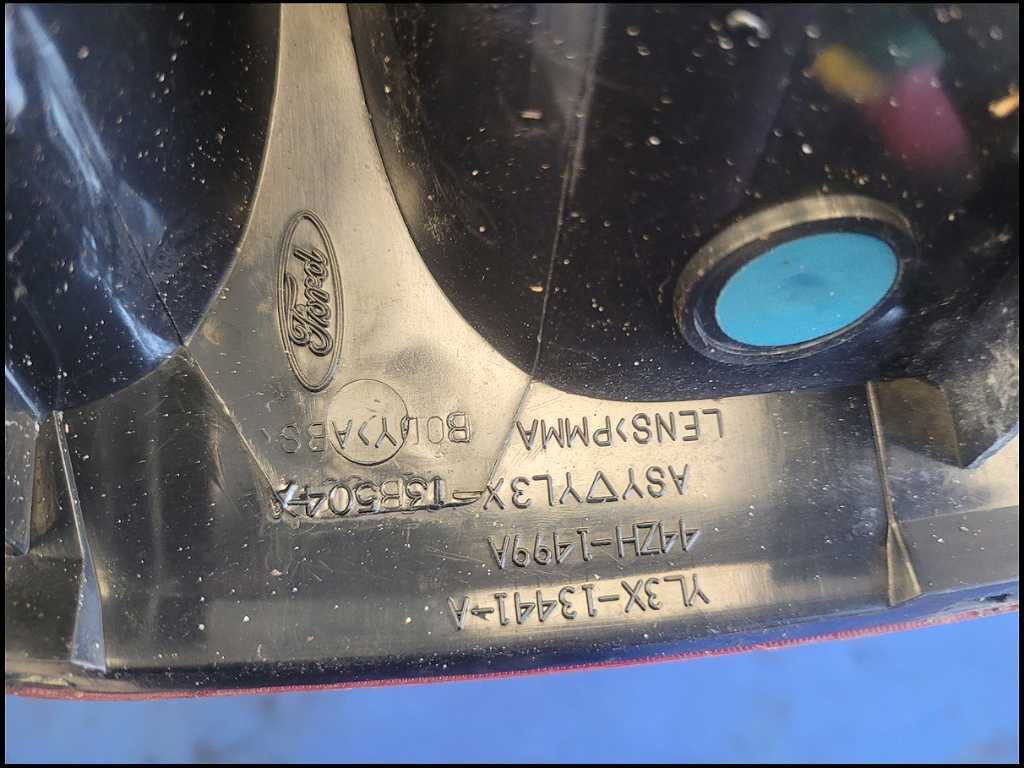 YL3X-13441-A
44ZH-1499A
ASY△YL3X-13B504-A
LENS>PMMA BODY>ABS<
Ford